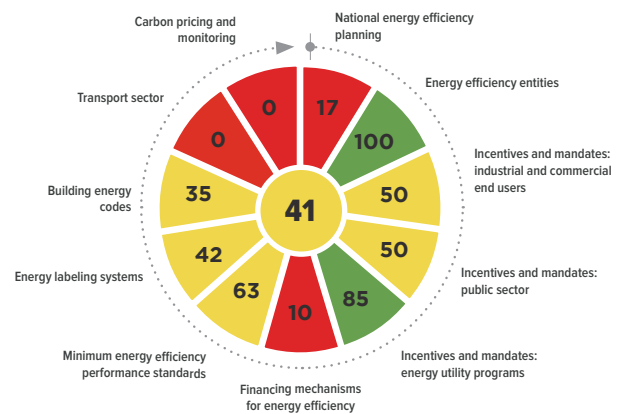 Carbon pricing and
monitoring
National energy efficiency
planning
Transport sector
Energy efficiency entities
0
17
0
100
Incentives and mandates:
industrial and commercial
end users
Building energy
codes
35
50
41
42
50
Energy labeling systems
Incentives and mandates:
public sector
63
85
10
Minimum energy efficiency
performance standards
Incentives and mandates:
energy utility programs
Financing mechanisms
for energy efficiency